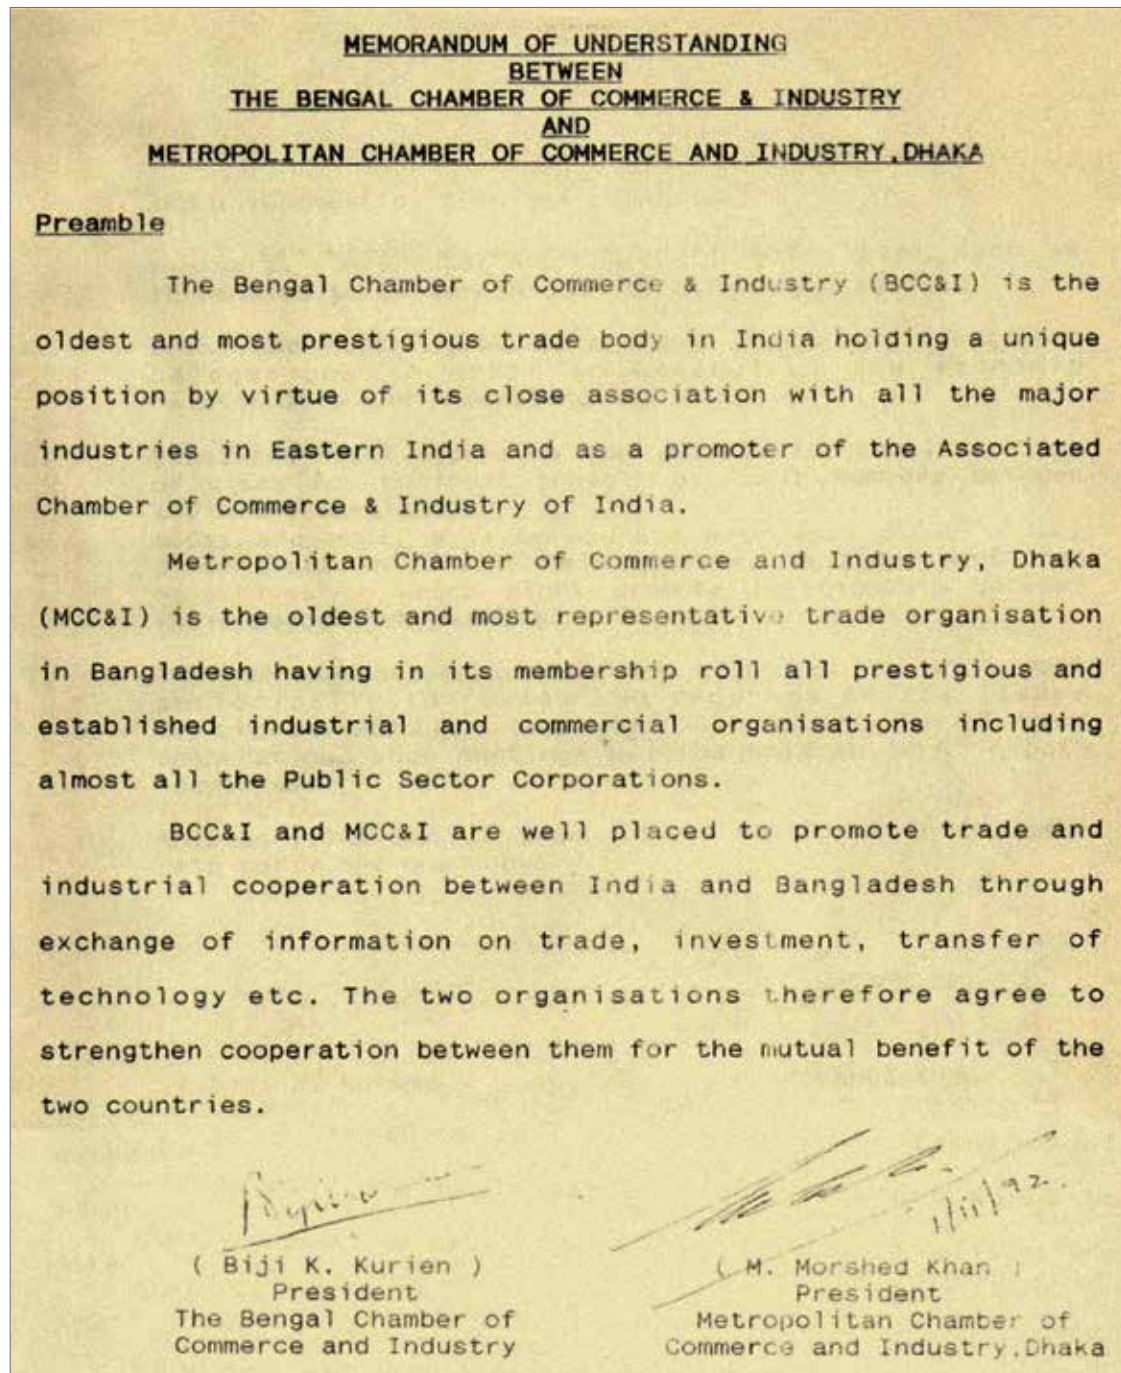 MEMORANDUM OF UNDERSTANDING
BETWEEN
THE BENGAL CHAMBER OF COMMERCE & INDUSTRY
AND
METROPOLITAN CHAMBER OF COMMERCE AND INDUSTRY, DHAKA
Preamble
The Bengal Chamber of Commerce & Industry (BCC&I) is the
oldest and most prestigious trade body in India holding a unique
position by virtue of its close association with all the major
industries in Eastern India and as a promoter of the Associated
Chamber of Commerce & Industry of India.
Metropolitan Chamber of Commerce and Industry, Dhaka
(MCC&I) is the oldest and most representative trade organisation
in Bangladesh having in its membership roll all prestigious and
established industrial and commercial organisations including
almost all the Public Sector Corporations.
BCC&I and MCC&I are well placed to promote trade and
industrial cooperation between India and Bangladesh through
exchange of information on trade, investment, transfer of
technology etc. The two organisations therefore agree to
strengthen cooperation between them for the mutual benefit of the
two countries.
1/11/92.
( Biji K. Kurien ) ( M. Morshed Khan )
President President
The Bengal Chamber of Metropolitan Chamber of
Commerce and Industry Commerce and Industry, Dhaka